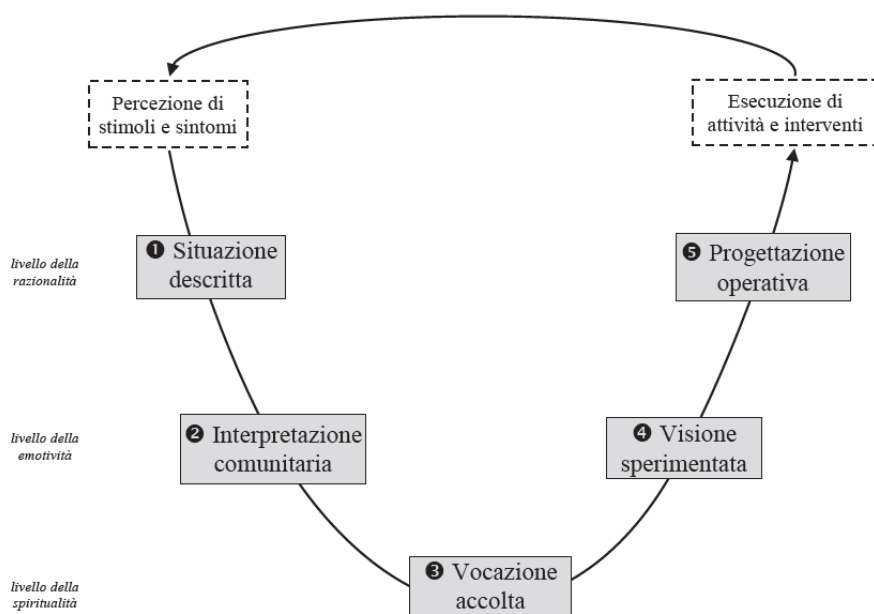 Percezione di
stimoli e sintomi
Esecuzione di
attività e interventi
livello della
razionalità
❶ Situazione
descritta
❺ Progettazione
operativa
livello della
emotività
❷ Interpretazione
comunitaria
❹ Visione
sperimentata
livello della
spiritualità
❸ Vocazione
accolta